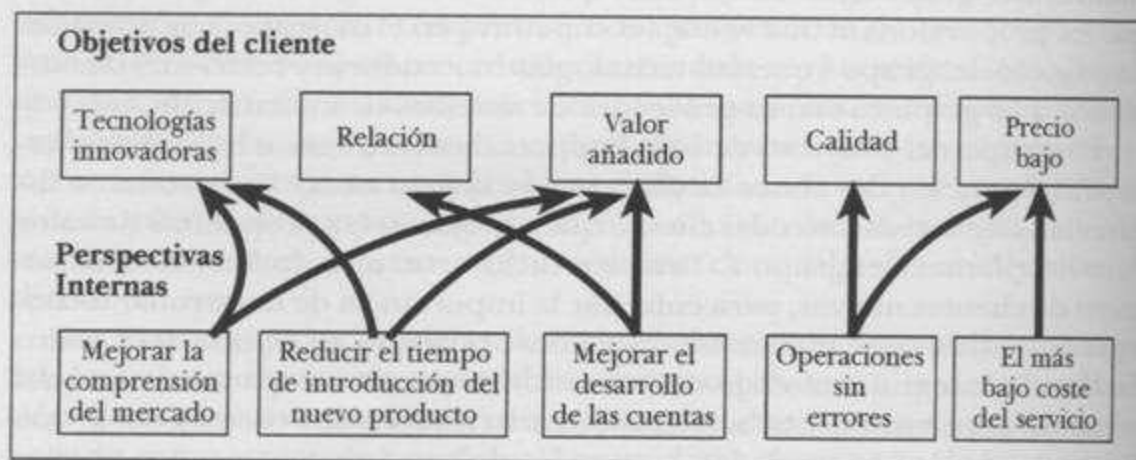 Objetivos del cliente
Tecnologías
innovadoras
Relación
Valor
añadido
Calidad
Precio
bajo
Perspectivas
Internas
Mejorar la
comprensión
del mercado
Reducir el tiempo
de introducción del
nuevo producto
Mejorar el
desarrollo
de las cuentas
Operaciones
sin
errores
El más
bajo coste
del servicio